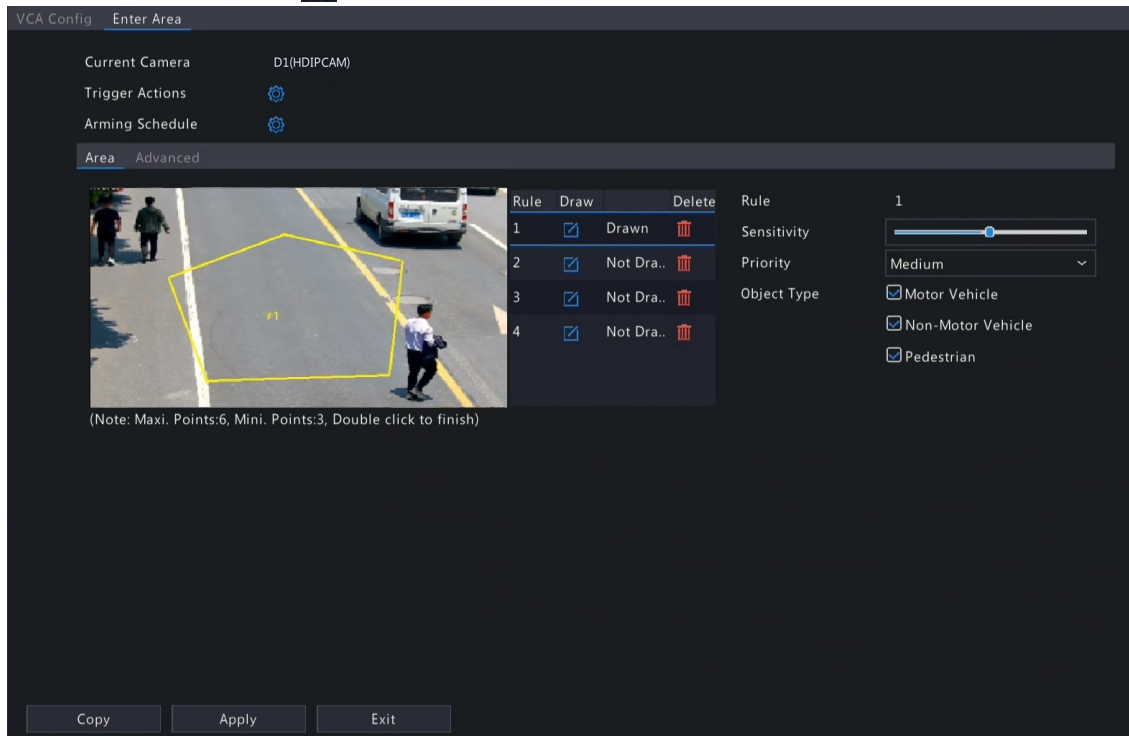 VCA Config Enter Area
Current Camera D1(HDIPCAM)
Trigger Actions
Arming Schedule
Area Advanced
Rule Draw Delete
1 Drawn
2 Not Dra..
3 Not Dra..
4 Not Dra..
#1
(Note: Maxi. Points:6, Mini. Points:3, Double click to finish)
Rule 1
Sensitivity
Priority Medium
Object Type Motor Vehicle
Non-Motor Vehicle
Pedestrian
Copy Apply Exit